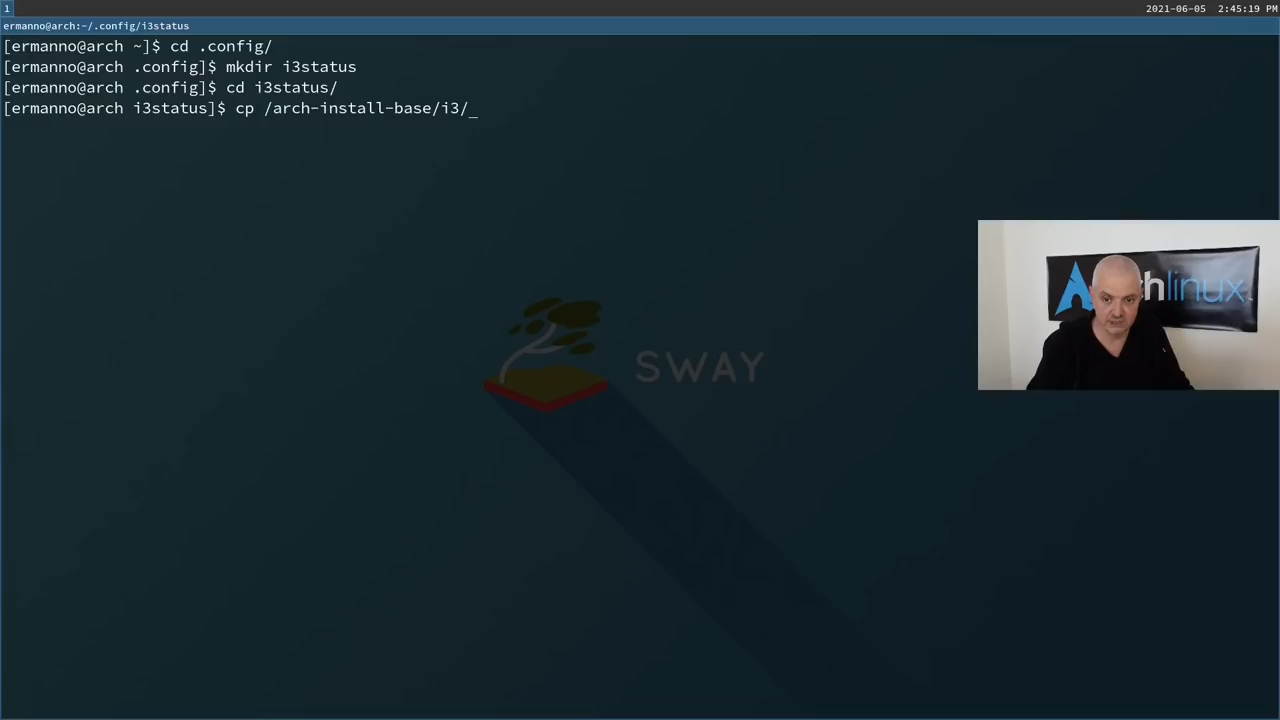 1
2021-06-05 2:45:19 PM
ermanno@arch:~/.config/i3status
[ermanno@arch ~]$ cd .config/
[ermanno@arch .config]$ mkdir i3status
[ermanno@arch .config]$ cd i3status/
[ermanno@arch i3status]$ cp /arch-install-base/i3/_
SWAY
hlinux